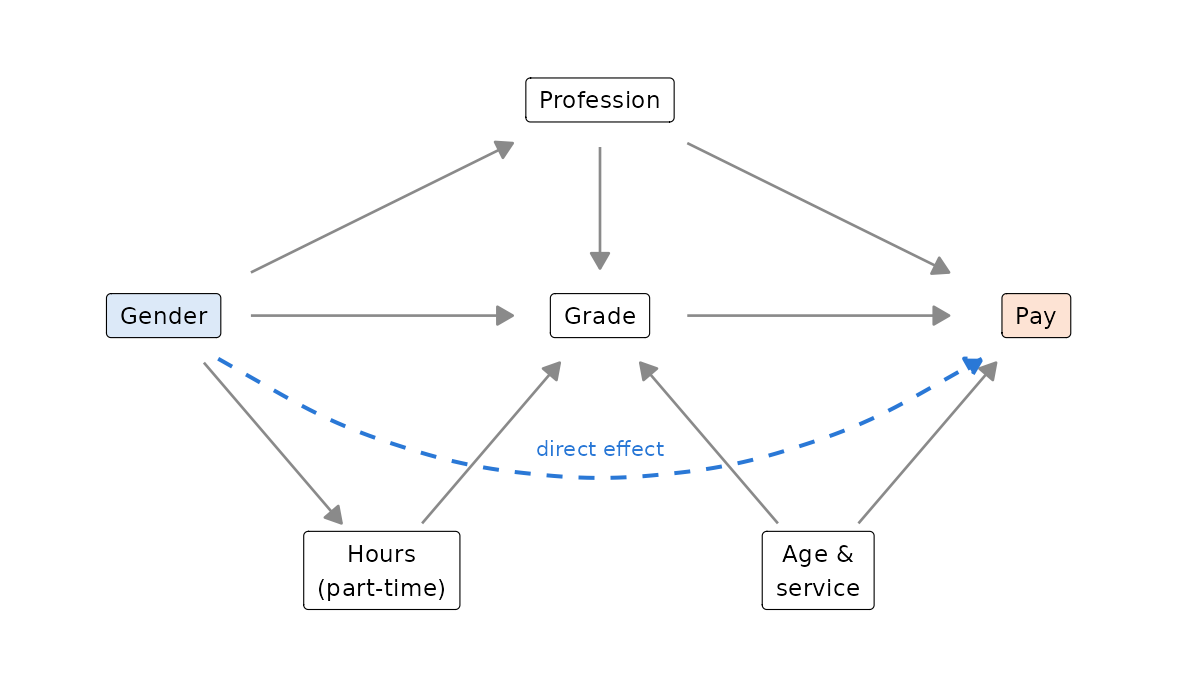 Profession
Gender
Grade
Pay
direct effect
Hours
(part-time)
Age &
service